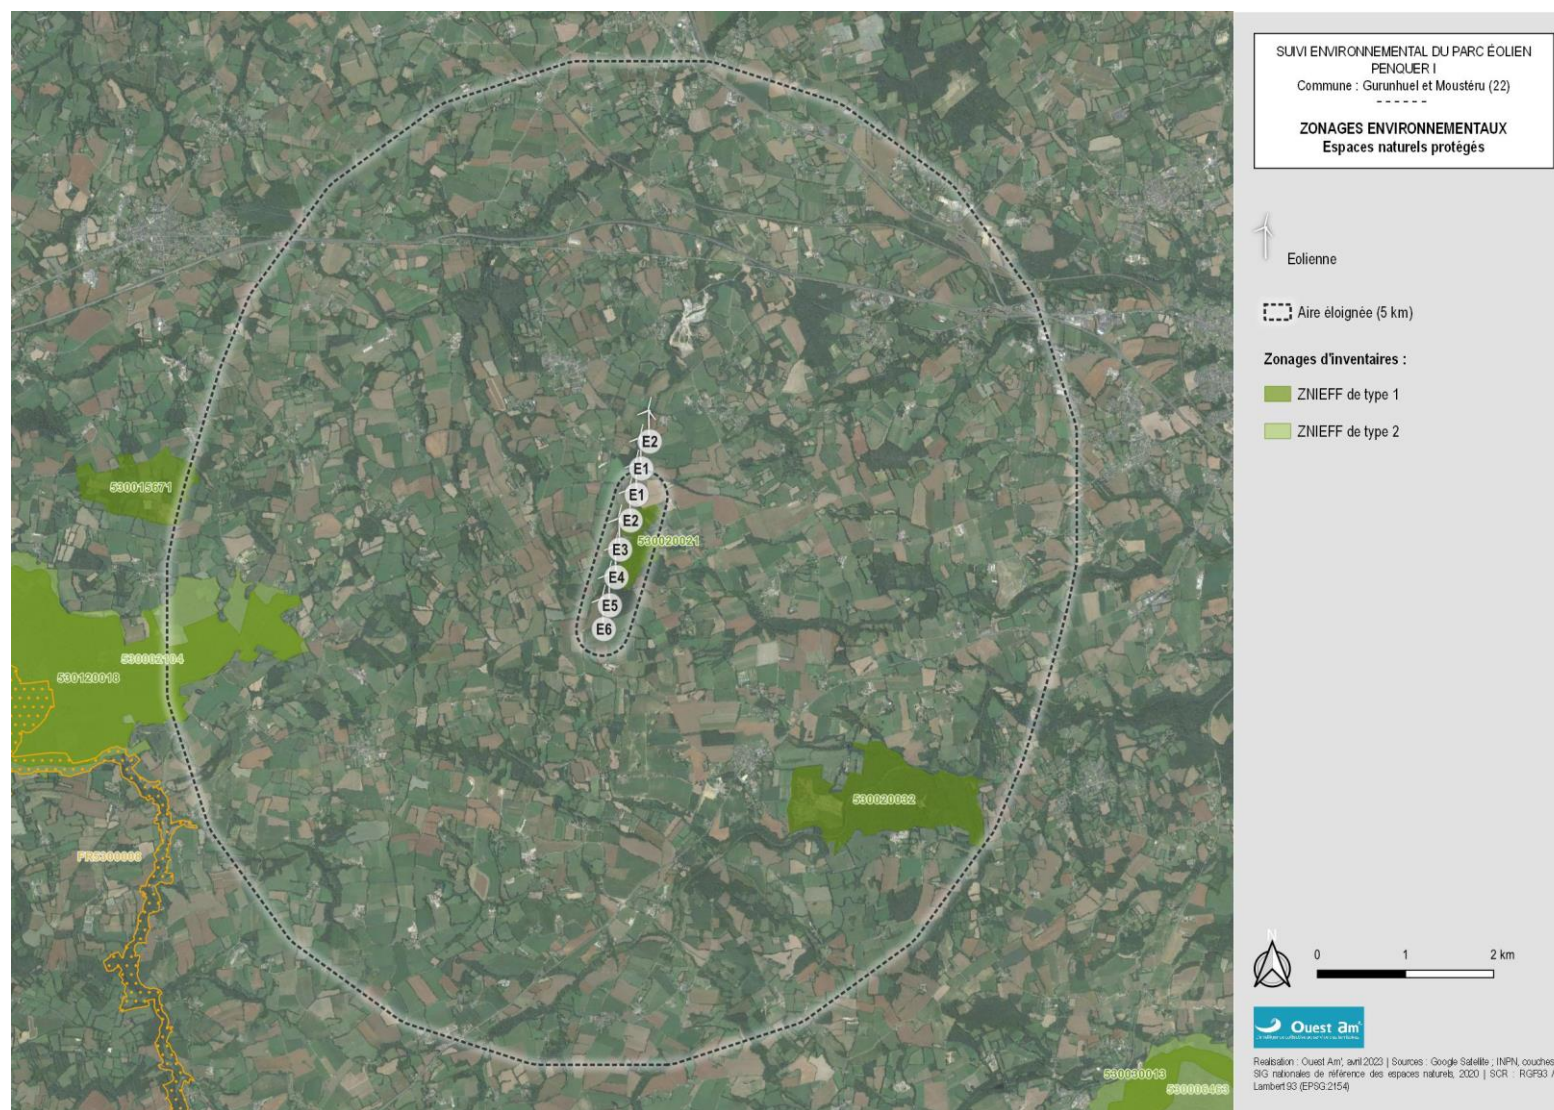 SUIVI ENVIRONNEMENTAL DU PARC ÉOLIEN
PENQUER I
Commune : Gurunhuel et Moustéru (22)
- - - - - -
ZONAGES ENVIRONNEMENTAUX
Espaces naturels protégés
Eolienne
Aire éloignée (5 km)
Zonages d'inventaires :
ZNIEFF de type 1
ZNIEFF de type 2
E2
E1
E1
E2
E3
E4
E5
E6
530015671
530020021
530002104
530120018
530020032
FR5300008
530030013
530006463
N
0 1 2 km
Ouest am'
Realisation : Ouest Am', avril 2023 | Sources : Google Satellite ; INPN, couches
SIG nationales de référence des espaces naturels, 2020 | SCR : RGF93 /
Lambert 93 (EPSG:2154)